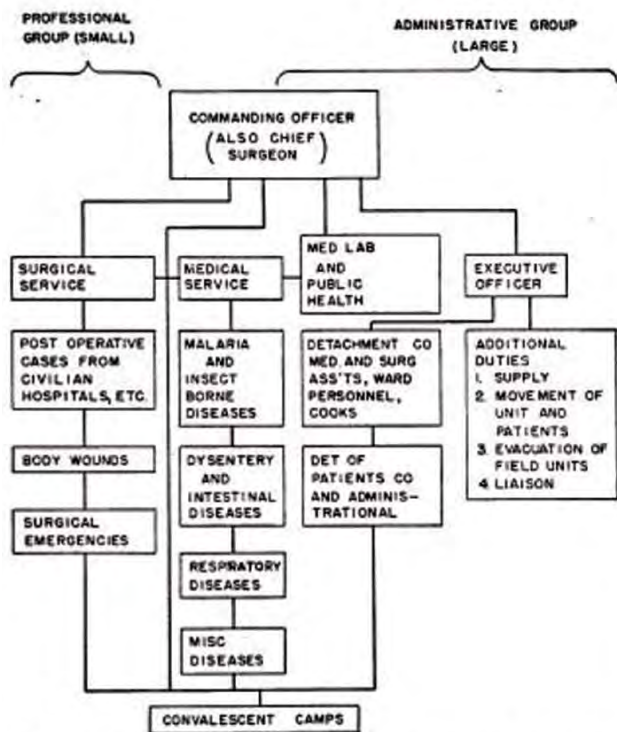 PROFESSIONAL
GROUP (SMALL)
ADMINISTRATIVE GROUP
(LARGE)
COMMANDING OFFICER
(ALSO CHIEF
SURGEON)
SURGICAL
SERVICE
MEDICAL
SERVICE
MED LAB
AND
PUBLIC
HEALTH
EXECUTIVE
OFFICER
POST OPERATIVE
CASES FROM
CIVILIAN
HOSPITALS, ETC.
MALARIA
AND
INSECT
BORNE
DISEASES
DETACHMENT CO
MED. AND SURG
ASS'TS, WARD
PERSONNEL,
COOKS
ADDITIONAL
DUTIES
1. SUPPLY
2. MOVEMENT OF
UNIT AND
PATIENTS
3. EVACUATION OF
FIELD UNITS
4. LIAISON
BODY WOUNDS
DYSENTERY
AND
INTESTINAL
DISEASES
DET OF
PATIENTS CO
AND ADMINIS-
TRATIONAL
SURGICAL
EMERGENCIES
RESPIRATORY
DISEASES
MISC
DISEASES
CONVALESCENT CAMPS